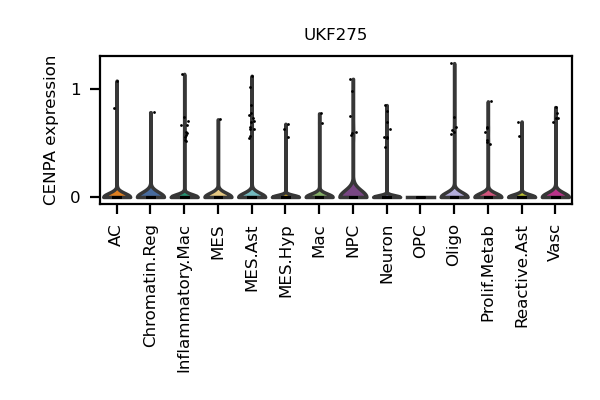 UKF275
CENPA expression
1
0
AC
Chromatin.Reg
Inflammatory.Mac
MES
MES.Ast
MES.Hyp
Mac
NPC
Neuron
OPC
Oligo
Prolif.Metab
Reactive.Ast
Vasc